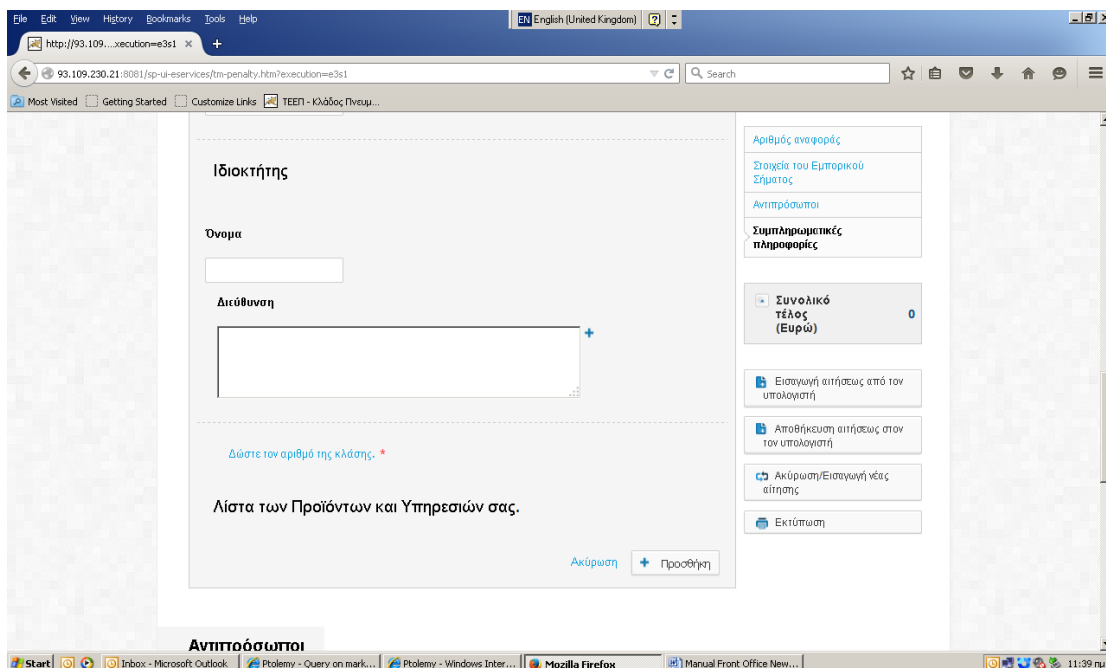 File Edit View History Bookmarks Tools Help
EN English (United Kingdom)
http://93.109....xecution=e3s1
93.109.230.21:8081/sp-ui-eservices/tm-penalty.htm?execution=e3s1
Search
Most Visited Getting Started Customize Links ΤΕΕΠ - Κλάδος Πνευμ...
Ιδιοκτήτης
Όνομα
Διεύθυνση
+
Δώστε τον αριθμό της κλάσης. *
Λίστα των Προϊόντων και Υπηρεσιών σας.
Ακύρωση + Προσθήκη
Αντιπρόσωποι
Αριθμός αναφοράς
Στοιχεία του Εμπορικού
Σήματος
Αντιπρόσωποι
Συμπληρωματικές
πληροφορίες
Συνολικό
τέλος
(Ευρώ)
0
Εισαγωγή αιτήσεως από τον
υπολογιστή
Αποθήκευση αιτήσεως στον
τον υπολογιστή
Ακύρωση/Εισαγωγή νέας
αίτησης
Εκτύπωση
Start Inbox - Microsoft Outlook Ptolemy - Query on mark... Ptolemy - Windows Inter... Mozilla Firefox Manual Front Office New... 11:39 πμ